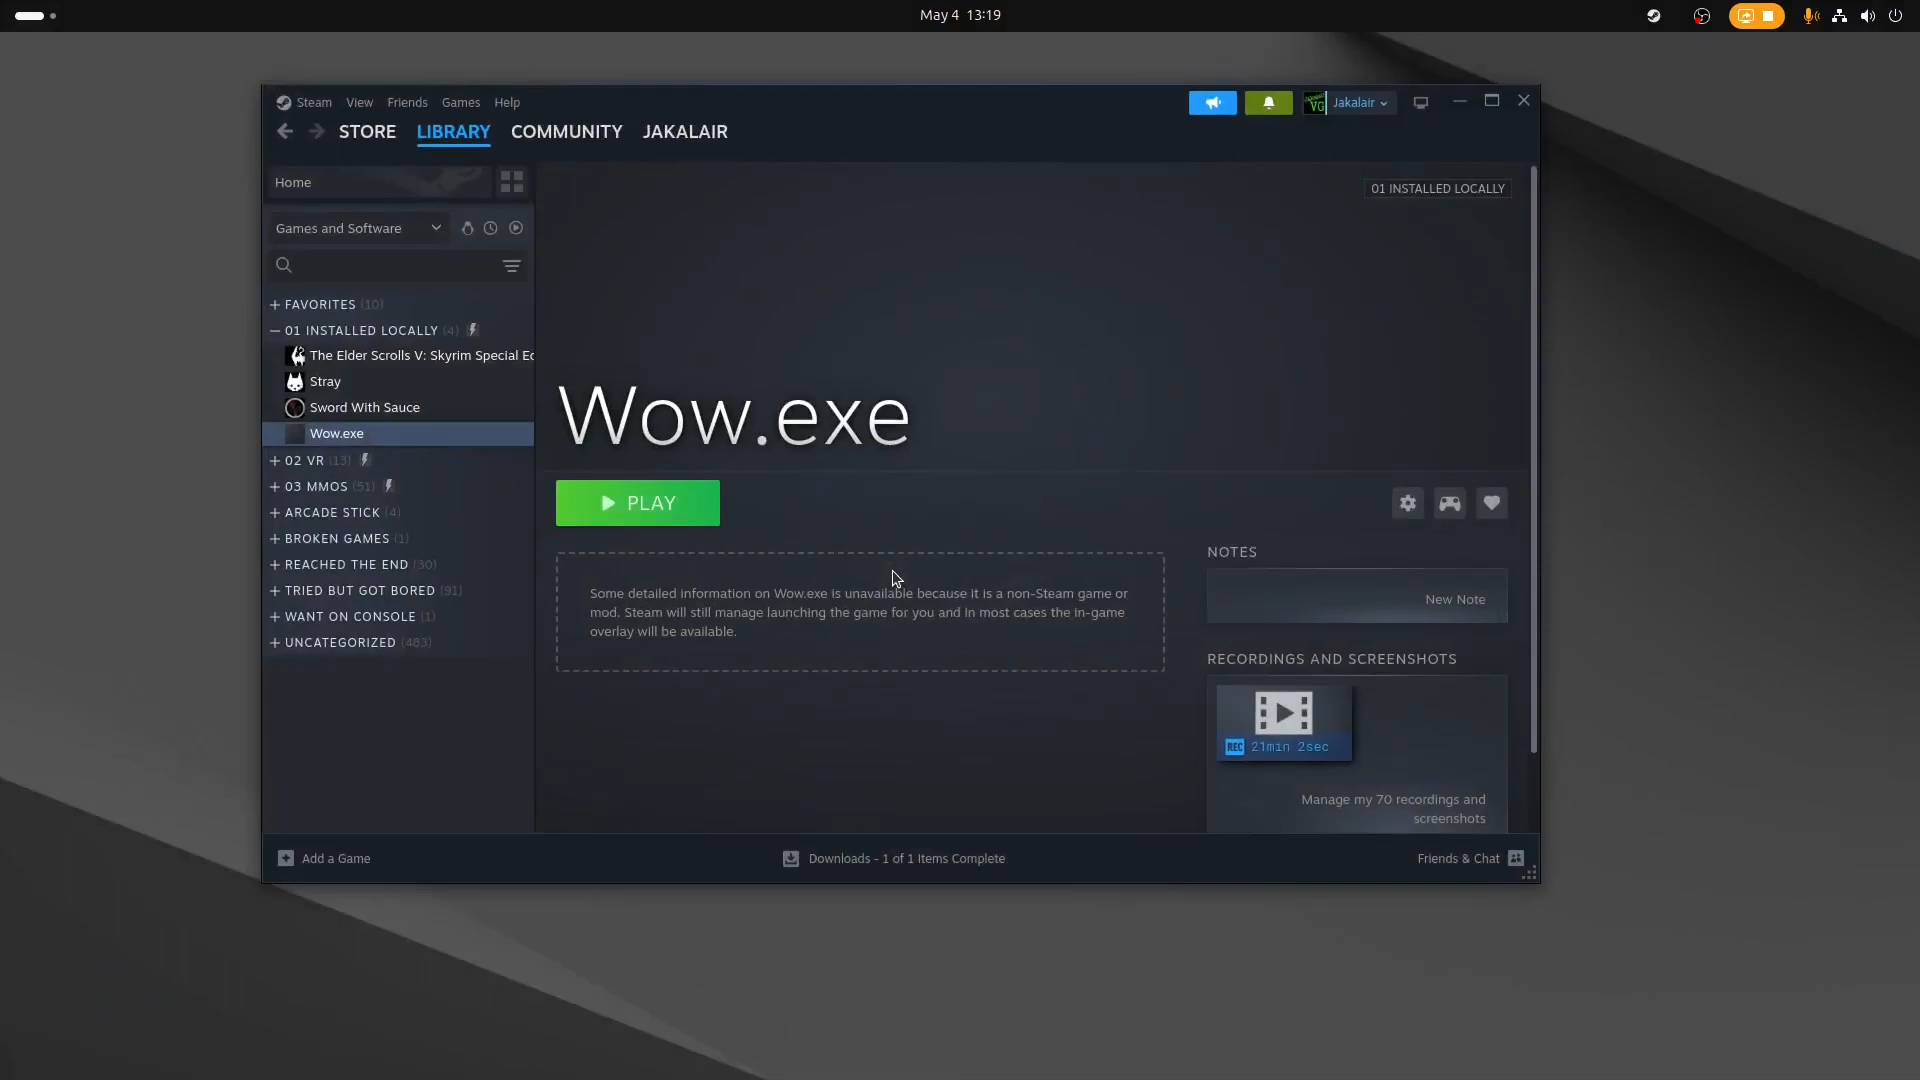 May 4 13:19
Steam View Friends Games Help
VG Jakalair
STORE LIBRARY COMMUNITY JAKALAIR
Home
01 INSTALLED LOCALLY
Games and Software
FAVORITES (10)
01 INSTALLED LOCALLY (4)
The Elder Scrolls V: Skyrim Special Ed
Stray
Sword With Sauce
Wow.exe
02 VR (13)
03 MMOS (51)
ARCADE STICK (4)
BROKEN GAMES (1)
REACHED THE END (30)
TRIED BUT GOT BORED (91)
WANT ON CONSOLE (1)
UNCATEGORIZED (483)
Wow.exe
PLAY
Some detailed information on Wow.exe is unavailable because it is a non-Steam game or
mod. Steam will still manage launching the game for you and in most cases the in-game
overlay will be available.
NOTES
New Note
RECORDINGS AND SCREENSHOTS
REC 21min 2sec
Manage my 70 recordings and
screenshots
Add a Game
Downloads - 1 of 1 Items Complete
Friends & Chat